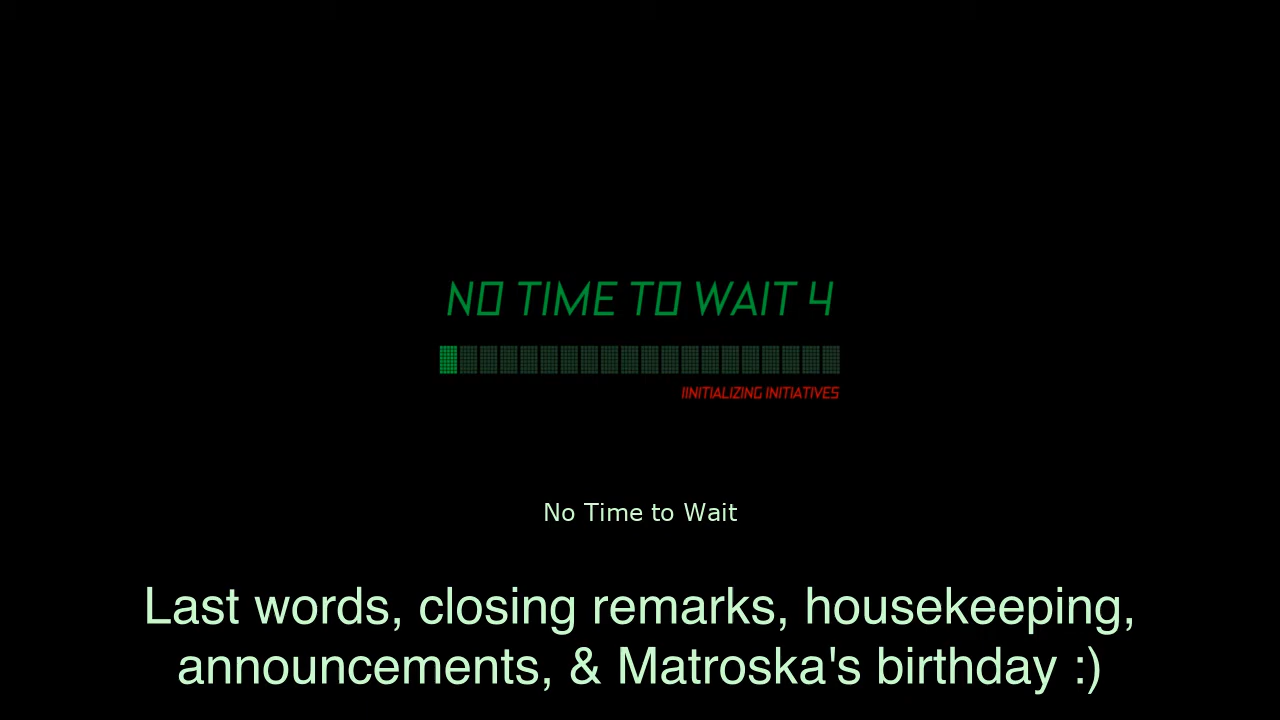 NO TIME TO WAIT 4
IINITIALIZING INITIATIVES
No Time to Wait
Last words, closing remarks, housekeeping,
announcements, & Matroska's birthday :)